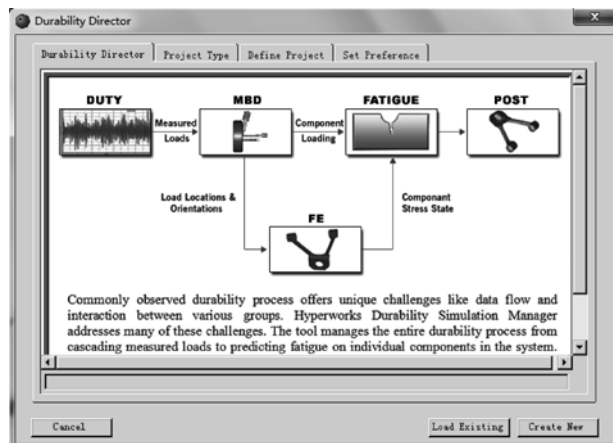 Durability Director
Durability Director Project Type Define Project Set Preference
DUTY MBD FATIGUE POST
Measured Loads
Component Loading
Load Locations &
Orientations
FE
Componant
Stress State
Commonly observed durability process offers unique challenges like data flow and
interaction between various groups. Hyperworks Durability Simulation Manager
addresses many of these challenges. The tool manages the entire durability process from
cascading measured loads to predicting fatigue on individual components in the system.
Cancel Load Existing Create New